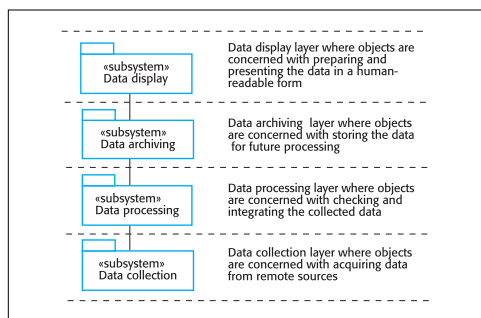 «subsystem»
Data display
Data display layer where objects are
concerned with preparing and
presenting the data in a human-
readable form
«subsystem»
Data archiving
Data archiving layer where objects
are concerned with storing the data
for future processing
«subsystem»
Data processing
Data processing layer where objects
are concerned with checking and
integrating the collected data
«subsystem»
Data collection
Data collection layer where objects
are concerned with acquiring data
from remote sources